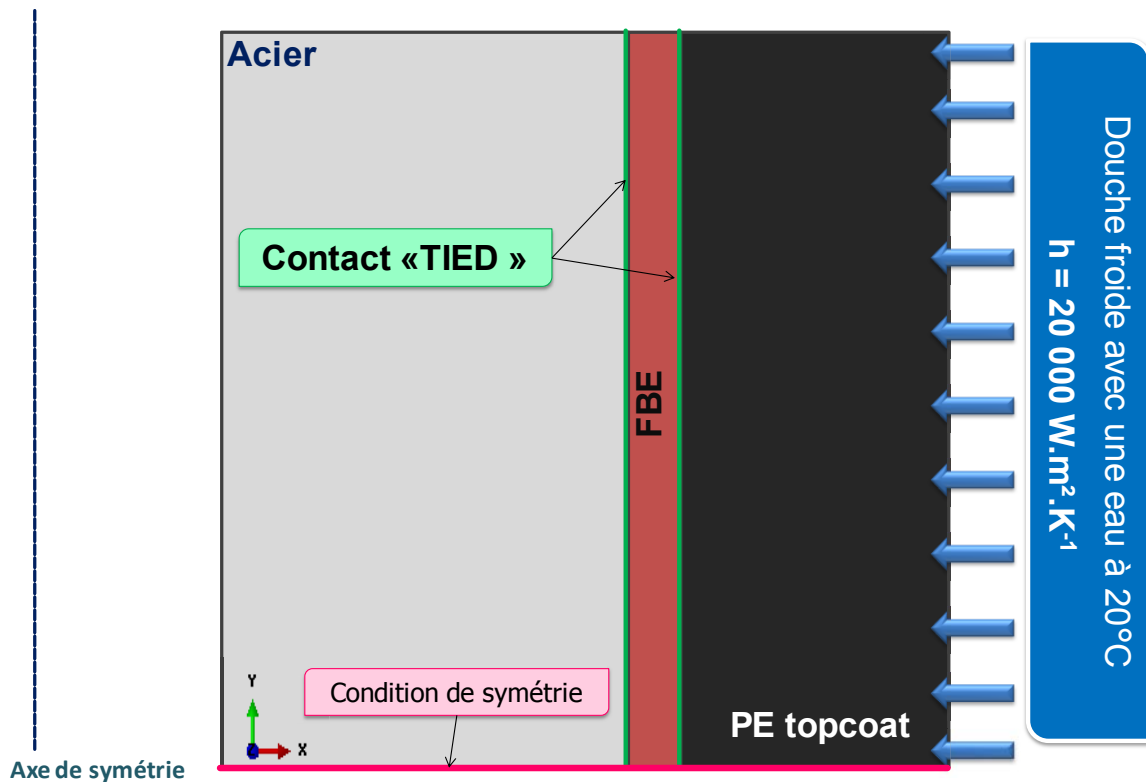 Acier
Contact «TIED »
FBE
Condition de symétrie
Y
X
PE topcoat
Axe de symétrie
Douche froide avec une eau à 20°C
h = 20 000 W.m².K⁻¹